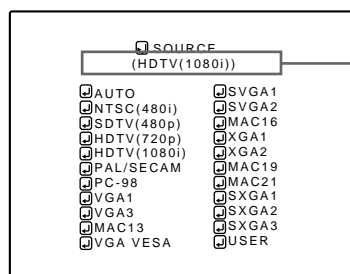 SOURCE
(HDTV(1080i))
AUTO
NTSC(480i)
SDTV(480p)
HDTV(720p)
HDTV(1080i)
PAL/SECAM
PC-98
VGA1
VGA3
MAC13
VGA VESA
SVGA1
SVGA2
MAC16
XGA1
XGA2
MAC19
MAC21
SXGA1
SXGA2
SXGA3
USER